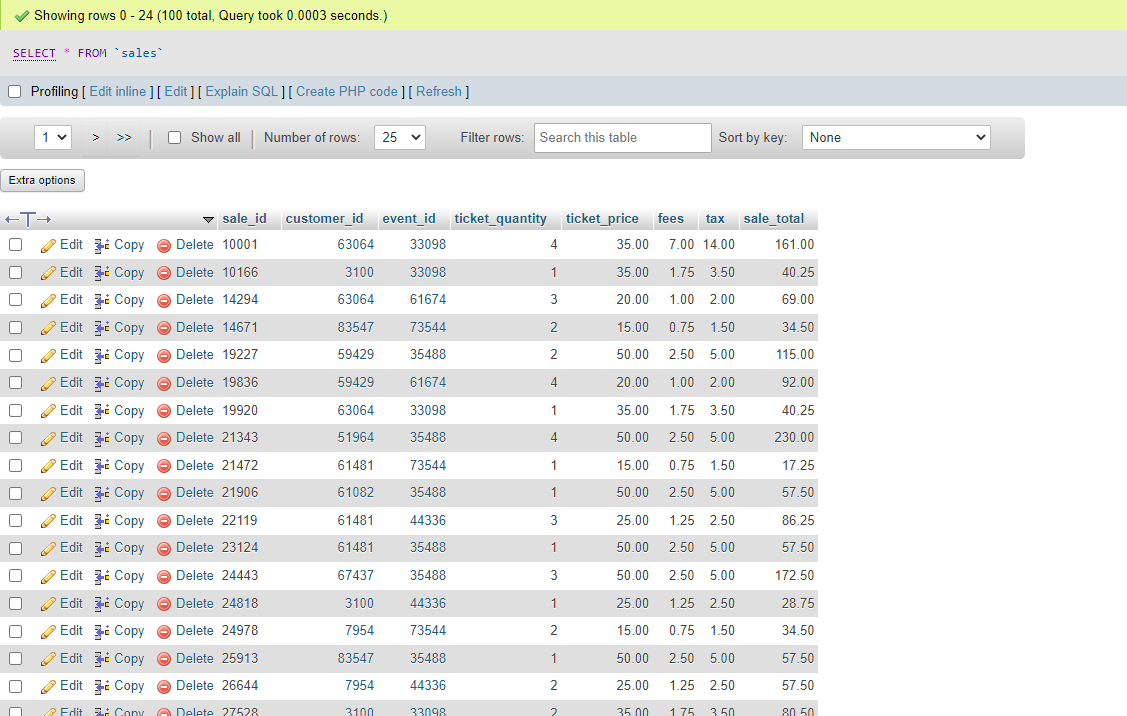 Showing rows 0 - 24 (100 total, Query took 0.0003 seconds.)
SELECT * FROM `sales`
Profiling [ Edit inline ] [ Edit ] [ Explain SQL ] [ Create PHP code ] [ Refresh ]
1 > >> | Show all | Number of rows: 25 Filter rows: Search this table Sort by key: None
Extra options
←T→ sale_id customer_id event_id ticket_quantity ticket_price fees tax sale_total
Edit Copy Delete 10001 63064 33098 4 35.00 7.00 14.00 161.00
Edit Copy Delete 10166 3100 33098 1 35.00 1.75 3.50 40.25
Edit Copy Delete 14294 63064 61674 3 20.00 1.00 2.00 69.00
Edit Copy Delete 14671 83547 73544 2 15.00 0.75 1.50 34.50
Edit Copy Delete 19227 59429 35488 2 50.00 2.50 5.00 115.00
Edit Copy Delete 19836 59429 61674 4 20.00 1.00 2.00 92.00
Edit Copy Delete 19920 63064 33098 1 35.00 1.75 3.50 40.25
Edit Copy Delete 21343 51964 35488 4 50.00 2.50 5.00 230.00
Edit Copy Delete 21472 61481 73544 1 15.00 0.75 1.50 17.25
Edit Copy Delete 21906 61082 35488 1 50.00 2.50 5.00 57.50
Edit Copy Delete 22119 61481 44336 3 25.00 1.25 2.50 86.25
Edit Copy Delete 23124 61481 35488 1 50.00 2.50 5.00 57.50
Edit Copy Delete 24443 67437 35488 3 50.00 2.50 5.00 172.50
Edit Copy Delete 24818 3100 44336 1 25.00 1.25 2.50 28.75
Edit Copy Delete 24978 7954 73544 2 15.00 0.75 1.50 34.50
Edit Copy Delete 25913 83547 35488 1 50.00 2.50 5.00 57.50
Edit Copy Delete 26644 7954 44336 2 25.00 1.25 2.50 57.50
Edit Copy Delete 27528 3100 33098 2 35.00 1.75 3.50 80.50